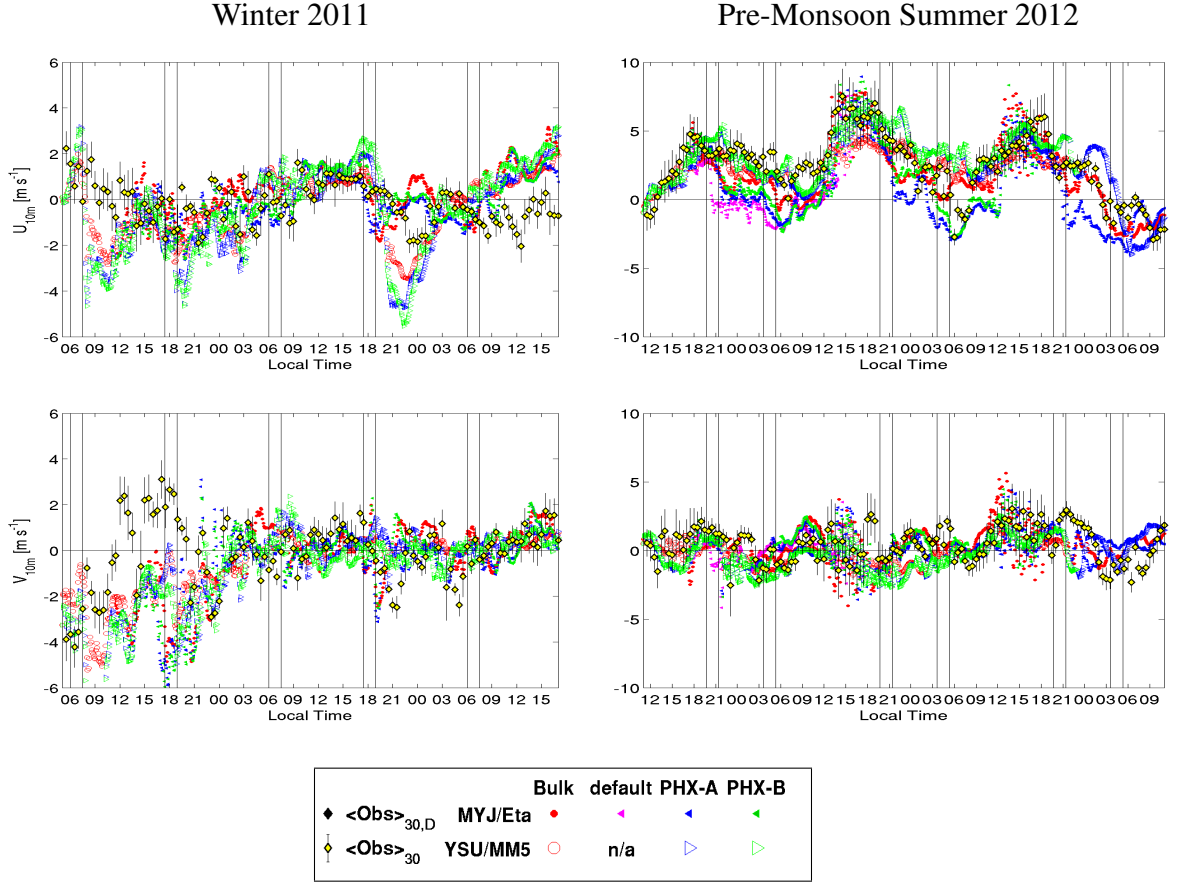 Winter 2011
Pre-Monsoon Summer 2012
6
4
2
0
-2
-4
-6
U10m [m s-1]
06 09 12 15 18 21 00 03 06 09 12 15 18 21 00 03 06 09 12 15
Local Time
10
5
0
-5
-10
12 15 18 21 00 03 06 09 12 15 18 21 00 03 06 09 12 15 18 21 00 03 06 09
Local Time
6
4
2
0
-2
-4
-6
V10m [m s-1]
06 09 12 15 18 21 00 03 06 09 12 15 18 21 00 03 06 09 12 15
Local Time
10
5
0
-5
-10
12 15 18 21 00 03 06 09 12 15 18 21 00 03 06 09 12 15 18 21 00 03 06 09
Local Time
Bulk default PHX-A PHX-B
<Obs>30,D MYJ/Eta
<Obs>30 YSU/MM5 n/a